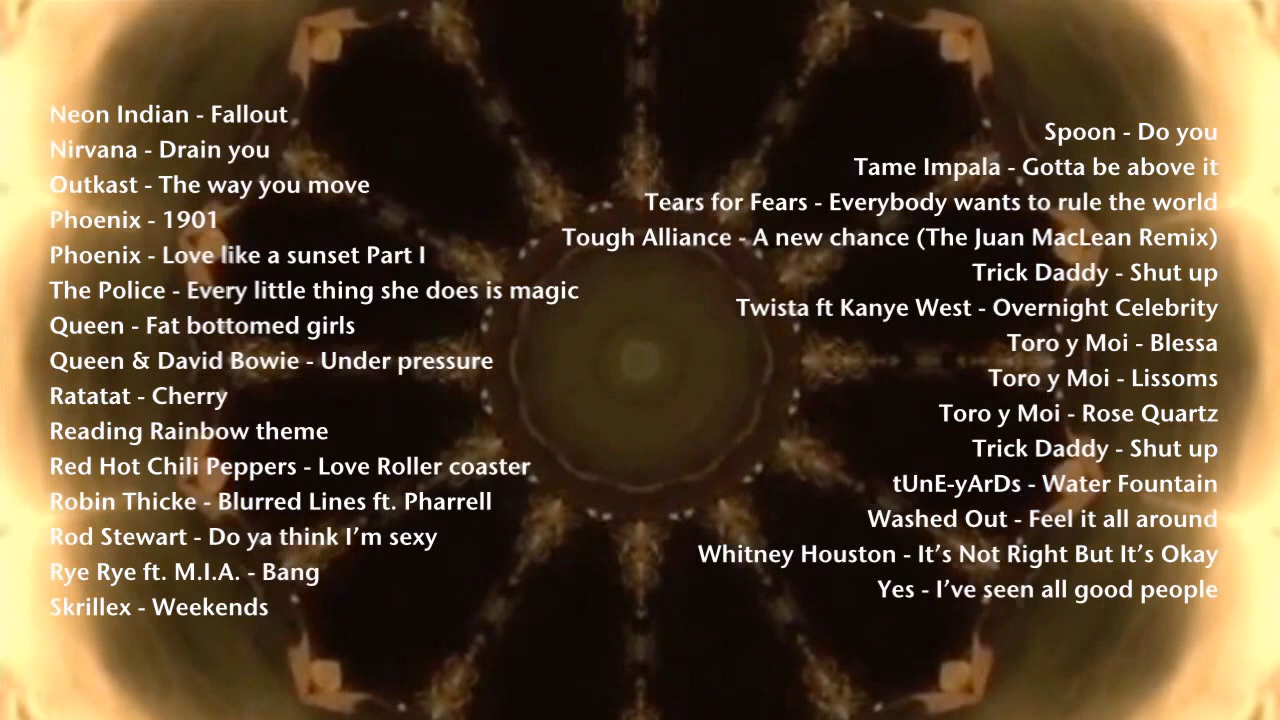 Neon Indian - Fallout
Nirvana - Drain you
Outkast - The way you move
Phoenix - 1901
Phoenix - Love like a sunset Part I
The Police - Every little thing she does is magic
Queen - Fat bottomed girls
Queen & David Bowie - Under pressure
Ratatat - Cherry
Reading Rainbow theme
Red Hot Chili Peppers - Love Roller coaster
Robin Thicke - Blurred Lines ft. Pharrell
Rod Stewart - Do ya think I’m sexy
Rye Rye ft. M.I.A. - Bang
Skrillex - Weekends
Spoon - Do you
Tame Impala - Gotta be above it
Tears for Fears - Everybody wants to rule the world
Tough Alliance - A new chance (The Juan MacLean Remix)
Trick Daddy - Shut up
Twista ft Kanye West - Overnight Celebrity
Toro y Moi - Blessa
Toro y Moi - Lissoms
Toro y Moi - Rose Quartz
Trick Daddy - Shut up
tUnE-yArDs - Water Fountain
Washed Out - Feel it all around
Whitney Houston - It’s Not Right But It’s Okay
Yes - I’ve seen all good people